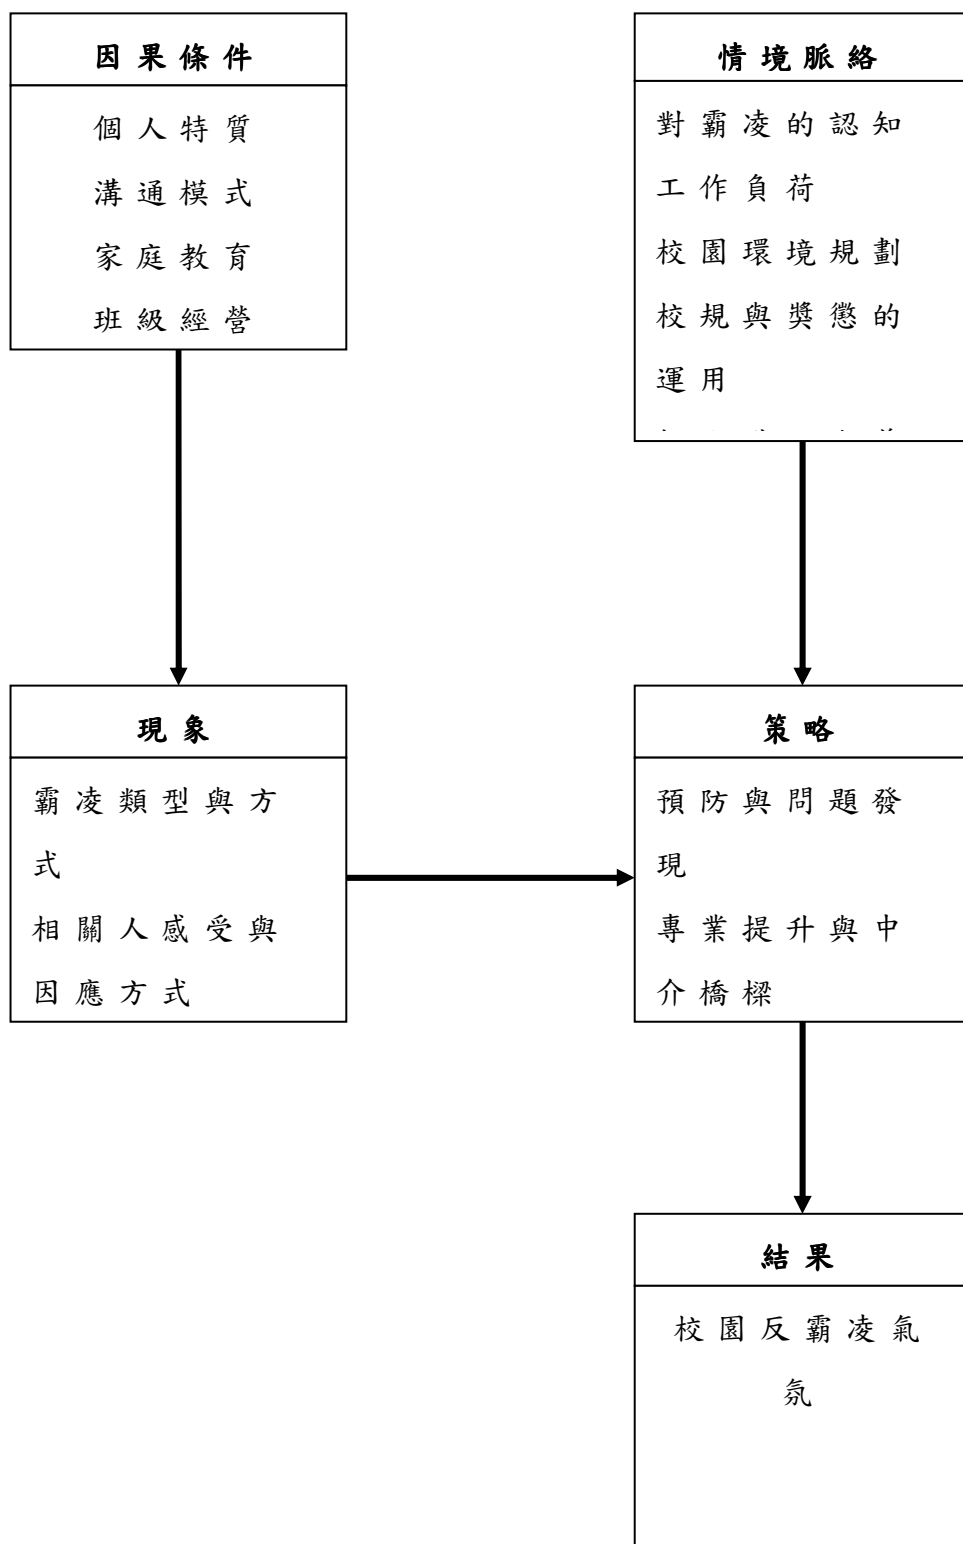 因果條件
個人特質
溝通模式
家庭教育
班級經營
情境脈絡
對霸凌的認知
工作負荷
校園環境規劃
校規與獎懲的
運用
現象
霸凌類型與方
式
相關人感受與
因應方式
策略
預防與問題發
現
專業提升與中
介橋樑
結果
校園反霸凌氣
氛